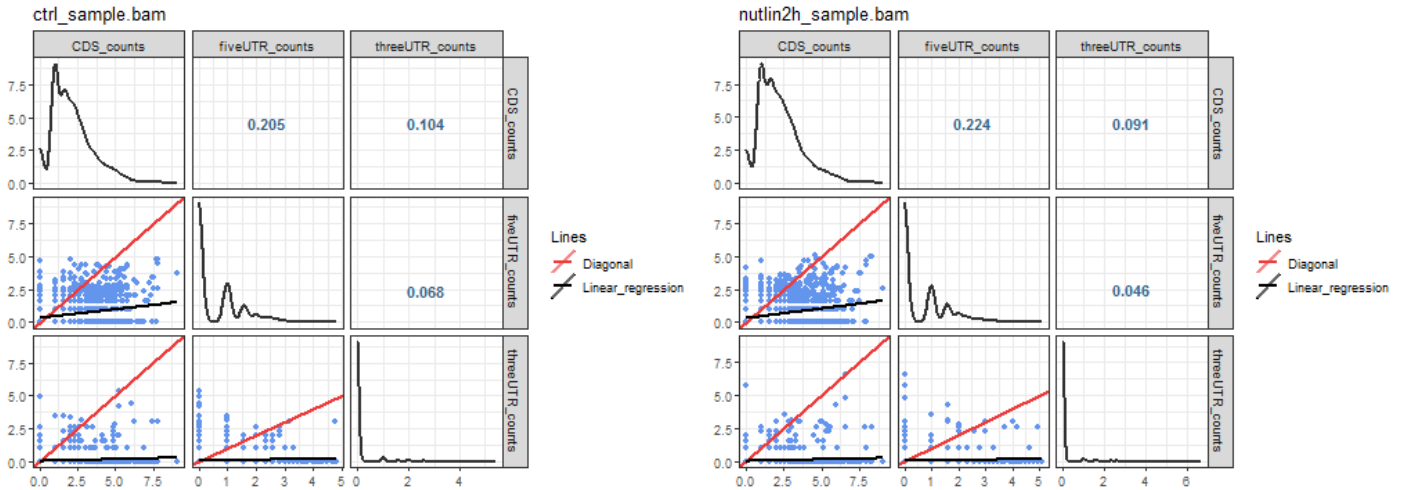 ctrl_sample.bam
CDS_counts fiveUTR_counts threeUTR_counts
7.5
5.0
2.5
0.0
0.205 0.104
CDS_counts
7.5
5.0
2.5
0.0
0.068
fiveUTR_counts
7.5
5.0
2.5
0.0
threeUTR_counts
0.0 2.5 5.0 7.5 0 1 2 3 4 5 0 2 4
Lines
Diagonal
Linear_regression
nutlin2h_sample.bam
CDS_counts fiveUTR_counts threeUTR_counts
7.5
5.0
2.5
0.0
0.224 0.091
CDS_counts
7.5
5.0
2.5
0.0
0.046
fiveUTR_counts
7.5
5.0
2.5
0.0
threeUTR_counts
0.0 2.5 5.0 7.5 0 1 2 3 4 5 0 2 4 6
Lines
Diagonal
Linear_regression